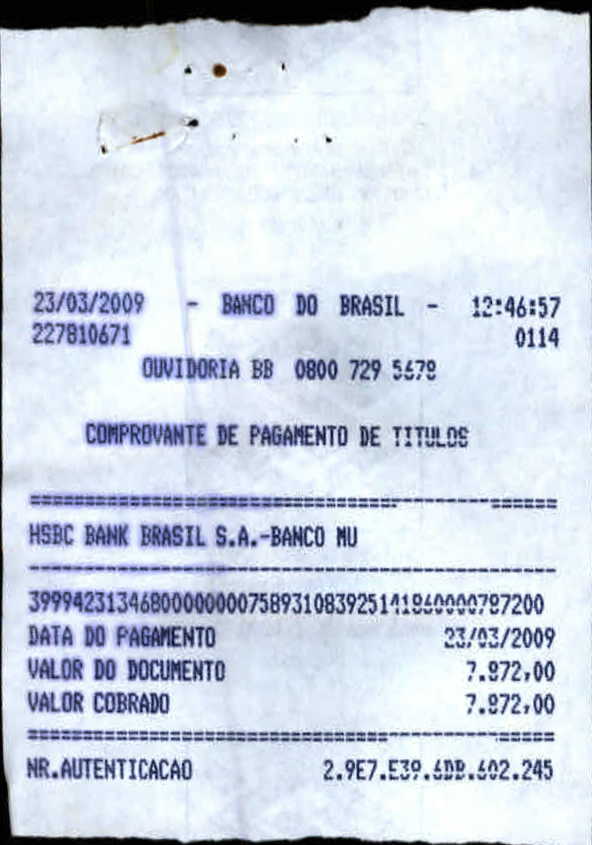 23/03/2009 - BANCO DO BRASIL - 12:46:57
227810671 0114
OUVIDORIA BB 0800 729 5678
COMPROVANTE DE PAGAMENTO DE TITULOS
HSBC BANK BRASIL S.A.-BANCO MU
39994231346800000000758931083925141860000787200
DATA DO PAGAMENTO 23/03/2009
VALOR DO DOCUMENTO 7.872,00
VALOR COBRADO 7.872,00
NR.AUTENTICACAO 2.9E7.E39.6DB.602.245